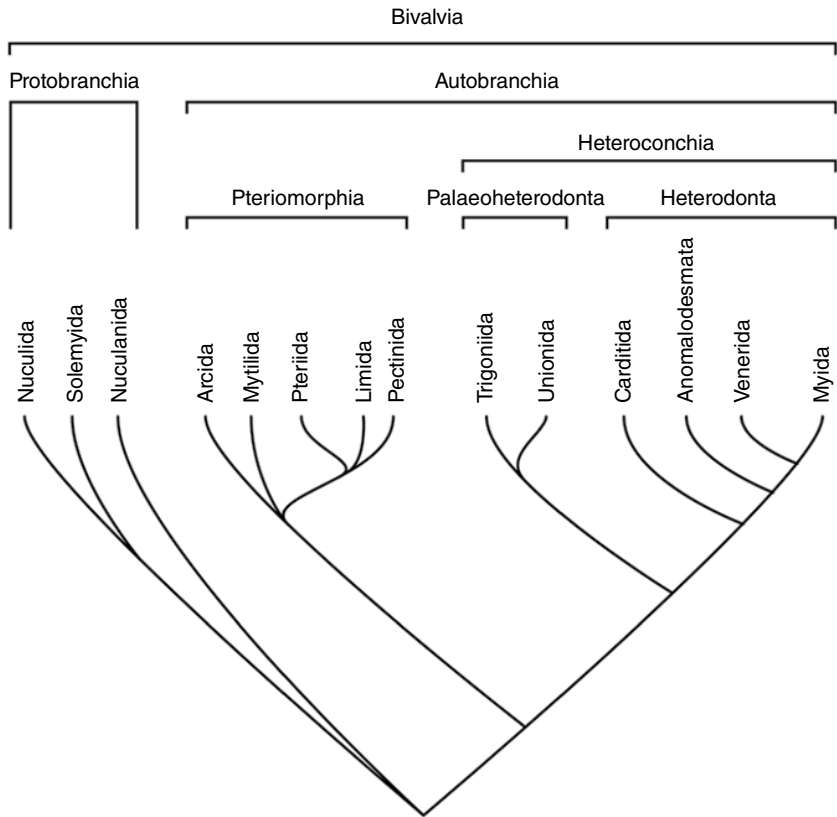 Bivalvia
Protobranchia
Autobranchia
Heteroconchia
Pteriomorphia
Palaeoheterodonta
Heterodonta
Nuculida
Solemyida
Nuculanida
Arcida
Mytilida
Pteriida
Limida
Pectinida
Trigoniida
Unionida
Carditida
Anomalodesmata
Venerida
Myida